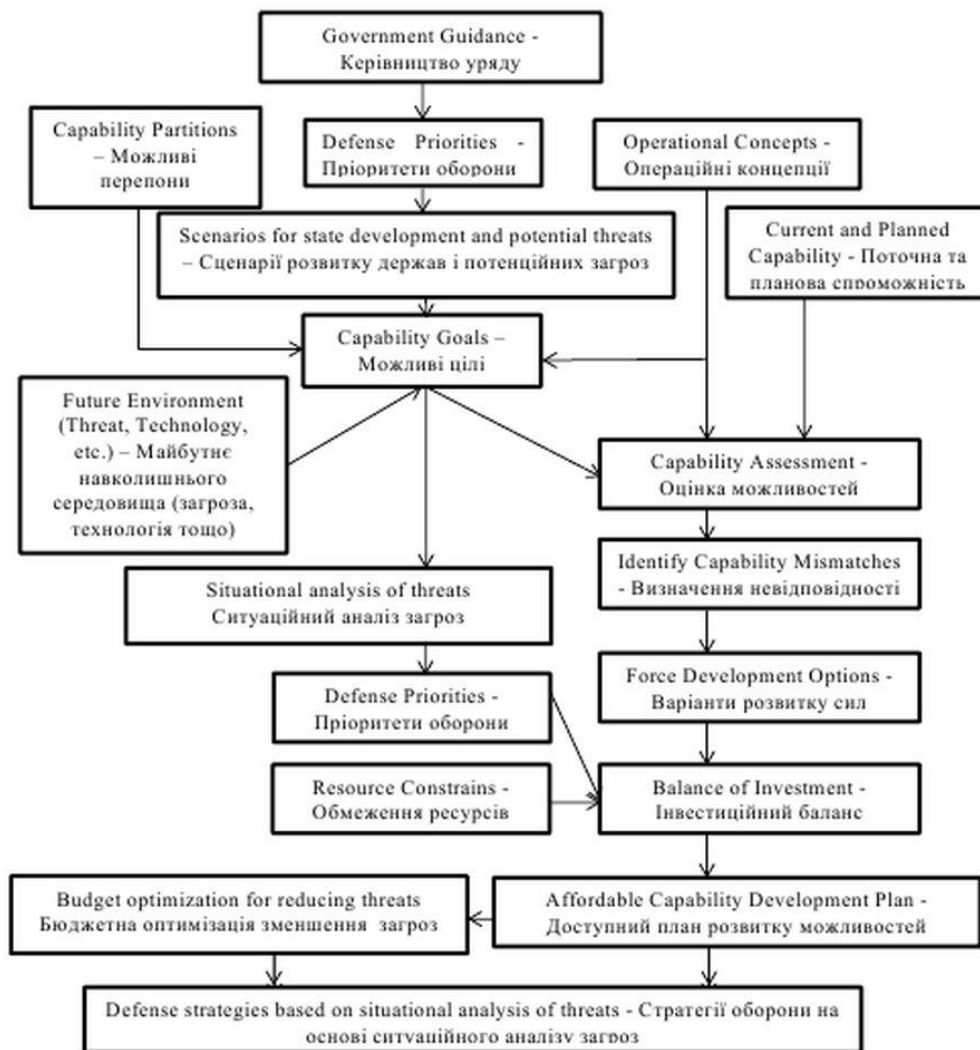 Government Guidance -
Керівництво уряду
Capability Partitions
– Можливі
перепони
Defense Priorities -
Пріоритети оборони
Operational Concepts -
Операційні концепції
Scenarios for state development and potential threats
– Сценарії розвитку держав і потенційних загроз
Current and Planned
Capability - Поточна та
планова спроможність
Capability Goals –
Можливі цілі
Future Environment
(Threat, Technology,
etc.) – Майбутнє
навколишнього
середовища (загроза,
технологія тощо)
Capability Assessment -
Оцінка можливостей
Identify Capability Mismatches
- Визначення невідповідності
Situational analysis of threats
Ситуаційний аналіз загроз
Force Development Options -
Варіанти розвитку сил
Defense Priorities -
Пріоритети оборони
Resource Constrains -
Обмеження ресурсів
Balance of Investment -
Інвестиційний баланс
Budget optimization for reducing threats
Бюджетна оптимізація зменшення загроз
Affordable Capability Development Plan -
Доступний план розвитку можливостей
Defense strategies based on situational analysis of threats - Стратегії оборони на
основі ситуаційного аналізу загроз